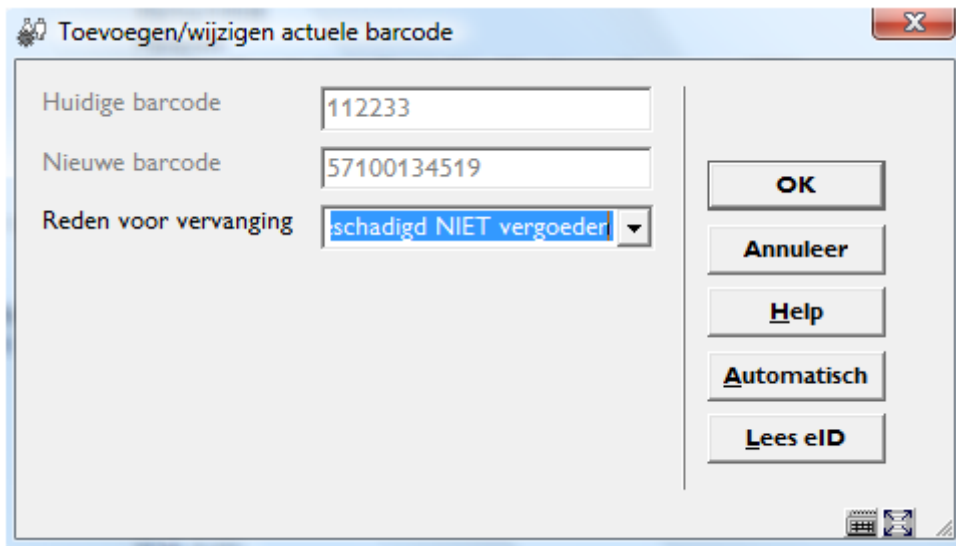 Toevoegen/wijzigen actuele barcode
Huidige barcode
112233
Nieuwe barcode
57100134519
Reden voor vervanging
schadigd NIET vergoeden
OK
Annuleer
Help
Automatisch
Lees eID